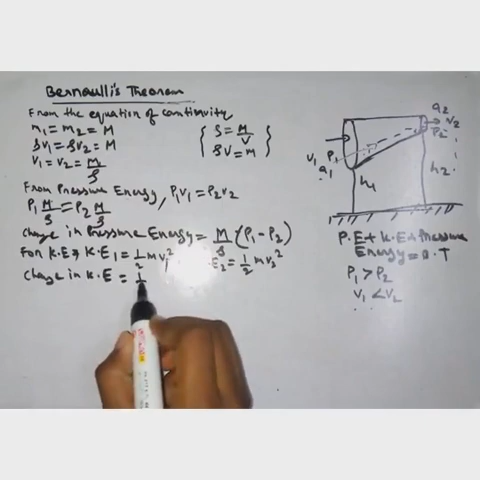 Bernaulli's Theorem
From the equation of continuity
m1 = m2 = M
ρv1 = ρv2 = M
V1 = V2 = M/ρ
{ ρ = M/V
ρV = M }
From Pressure Energy, P1V1 = P2V2
P1 M/ρ = P2 M/ρ
Change in Pressure Energy = M/ρ (P1 - P2)
For K.E, K.E1 = 1/2 mv1², E2 = 1/2 mv2²
Change in K.E = 1
a2
v2
P2
v1 P1
a1
h1
h2
P.E + K.E + Pressure
Energy = a.T
P1 > P2
V1 < V2